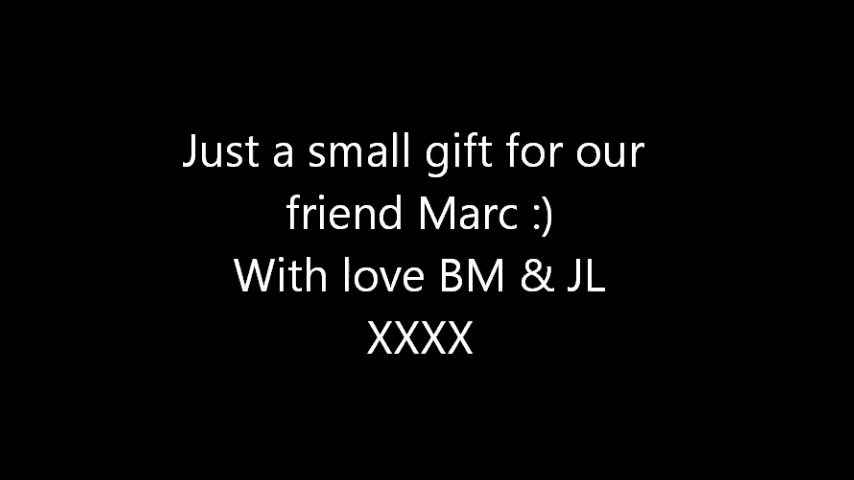 Just a small gift for our
friend Marc :)
With love BM & JL
XXXX